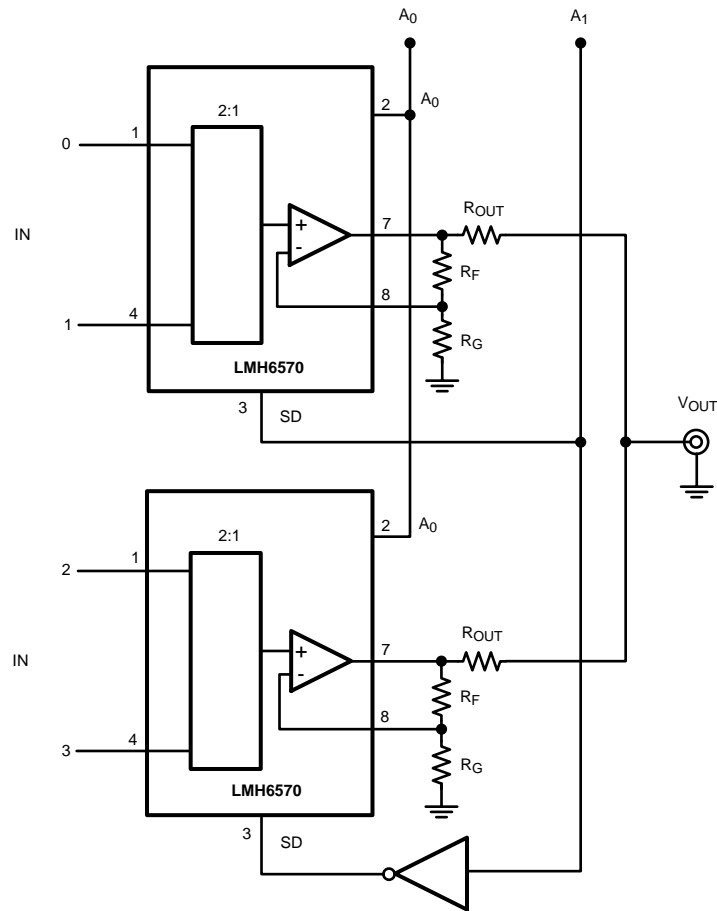 A0 A1
2 A0
2:1
0 1
7 ROUT
IN
RF
8
1 4
RG
LMH6570
3 SD
VOUT
2 A0
2:1
2 1
7 ROUT
IN
RF
8
3 4
RG
LMH6570
3 SD